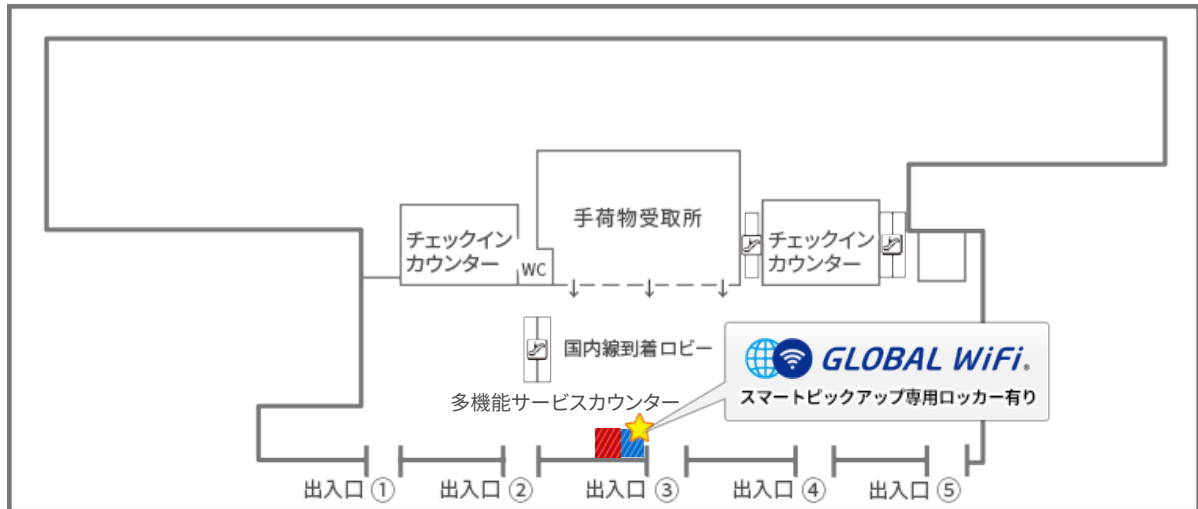 手荷物受取所
チェックイン
カウンター
WC
チェックイン
カウンター
国内線到着ロビー
GLOBAL WiFi.
スマートピックアップ専用ロッカー有り
多機能サービスカウンター
出入口 ①
出入口 ②
出入口 ③
出入口 ④
出入口 ⑤